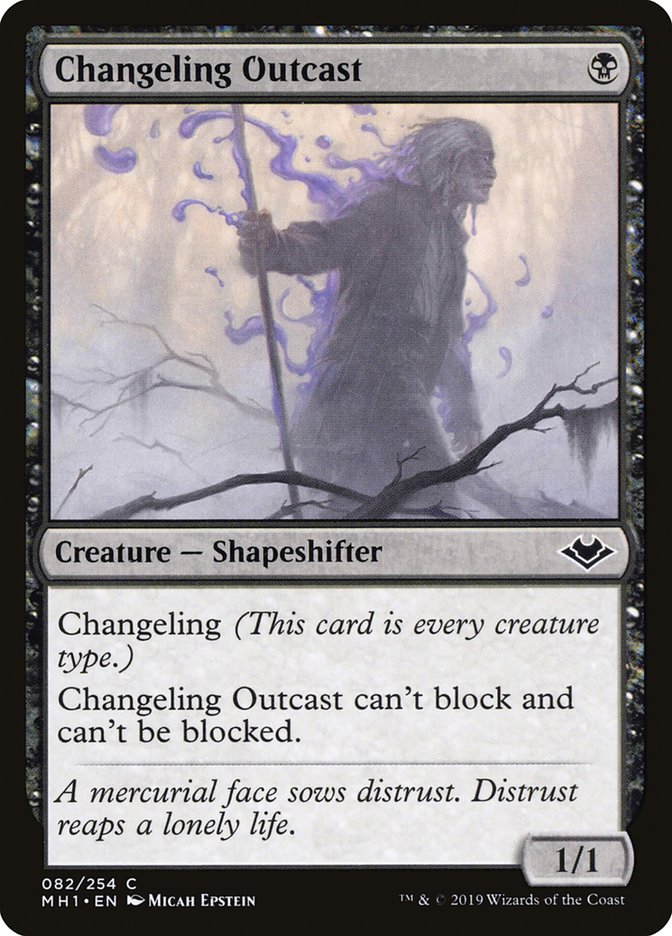 Changeling Outcast
Creature — Shapeshifter
Changeling (This card is every creature
type.)
Changeling Outcast can't block and
can't be blocked.
A mercurial face sows distrust. Distrust
reaps a lonely life.
1/1
082/254 C
MH1 • EN Micah Epstein
™ & © 2019 Wizards of the Coast